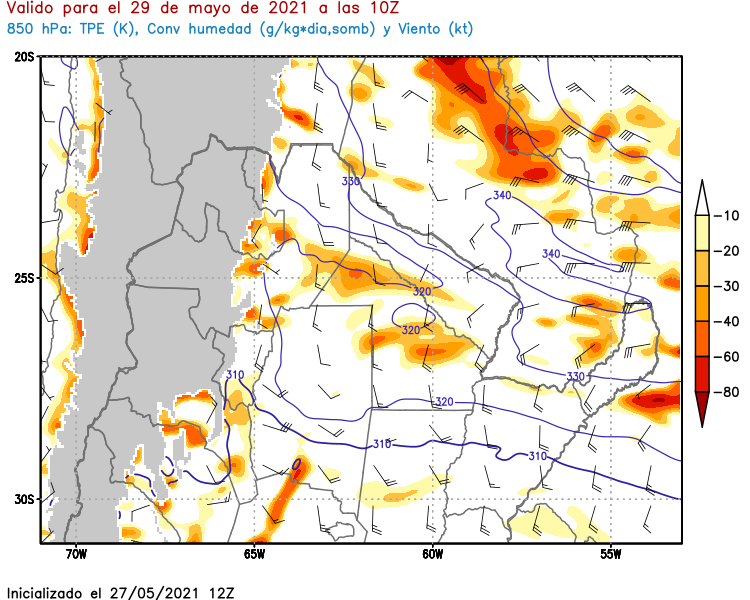 Valido para el 29 de mayo de 2021 a las 10Z
850 hPa: TPE (K), Conv humedad (g/kg*dia,somb) y Viento (kt)
20S
330
340
-10
340
-20
25S
320
-30
320
-40
330
-60
310
320
-80
310
310
30S
70W 65W 60W 55W
Inicializado el 27/05/2021 12Z